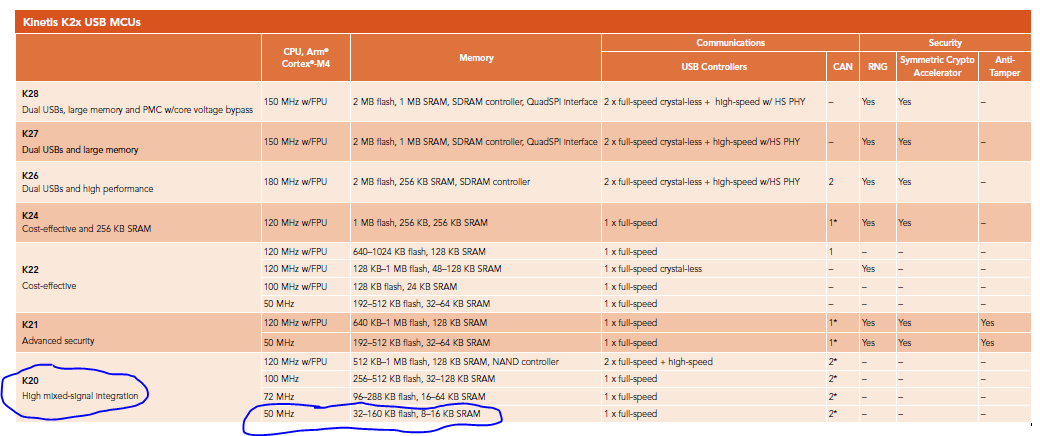 Kinetis K2x USB MCUs
CPU, Arm® Cortex®-M4 Memory Communications Security
USB Controllers CAN RNG Symmetric Crypto Accelerator Anti-Tamper
K28
Dual USBs, large memory and PMC w/core voltage bypass 150 MHz w/FPU 2 MB flash, 1 MB SRAM, SDRAM controller, QuadSPI Interface 2 x full-speed crystal-less + high-speed w/ HS PHY – Yes Yes –
K27
Dual USBs and large memory 150 MHz w/FPU 2 MB flash, 1 MB SRAM, SDRAM controller, QuadSPI Interface 2 x full-speed crystal-less + high-speed w/HS PHY – Yes Yes –
K26
Dual USBs and high performance 180 MHz w/FPU 2 MB flash, 256 KB SRAM, SDRAM controller 2 x full-speed crystal-less + high-speed w/HS PHY 2 Yes Yes –
K24
Cost-effective and 256 KB SRAM 120 MHz w/FPU 1 MB flash, 256 KB, 256 KB SRAM 1 x full-speed 1* Yes Yes –
K22
Cost-effective
120 MHz w/FPU 640–1024 KB flash, 128 KB SRAM 1 x full-speed 1 – – –
120 MHz w/FPU 128 KB–1 MB flash, 48–128 KB SRAM 1 x full-speed crystal-less – Yes – –
100 MHz w/FPU 128 KB flash, 24 KB SRAM 1 x full-speed – – – –
50 MHz 192–512 KB flash, 32–64 KB SRAM 1 x full-speed – – – –
K21
Advanced security
120 MHz w/FPU 640 KB–1 MB flash, 128 KB SRAM 1 x full-speed 1* Yes Yes Yes
50 MHz 192–512 KB flash, 32–64 KB SRAM 1 x full-speed 1* Yes Yes Yes
K20
High mixed-signal integration
120 MHz w/FPU 512 KB–1 MB flash, 128 KB SRAM, NAND controller 2 x full-speed + high-speed 2* – – –
100 MHz 256–512 KB flash, 32–128 KB SRAM 1 x full-speed 2* – – –
72 MHz 96–288 KB flash, 16–64 KB SRAM 1 x full-speed 2* – – –
50 MHz 32–160 KB flash, 8–16 KB SRAM 1 x full-speed 2* – – –